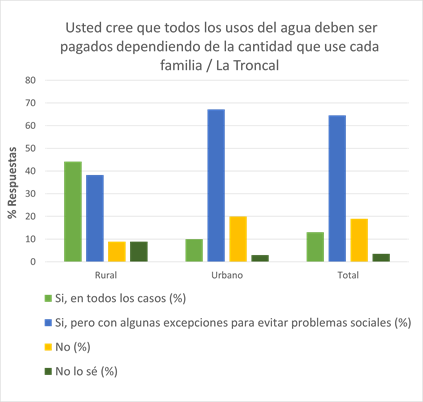 Usted cree que todos los usos del agua deben ser
pagados dependiendo de la cantidad que use cada
familia / La Troncal
% Respuestas
80
70
60
50
40
30
20
10
0
Rural
Urbano
Total
Si, en todos los casos (%)
Si, pero con algunas excepciones para evitar problemas sociales (%)
No (%)
No lo sé (%)